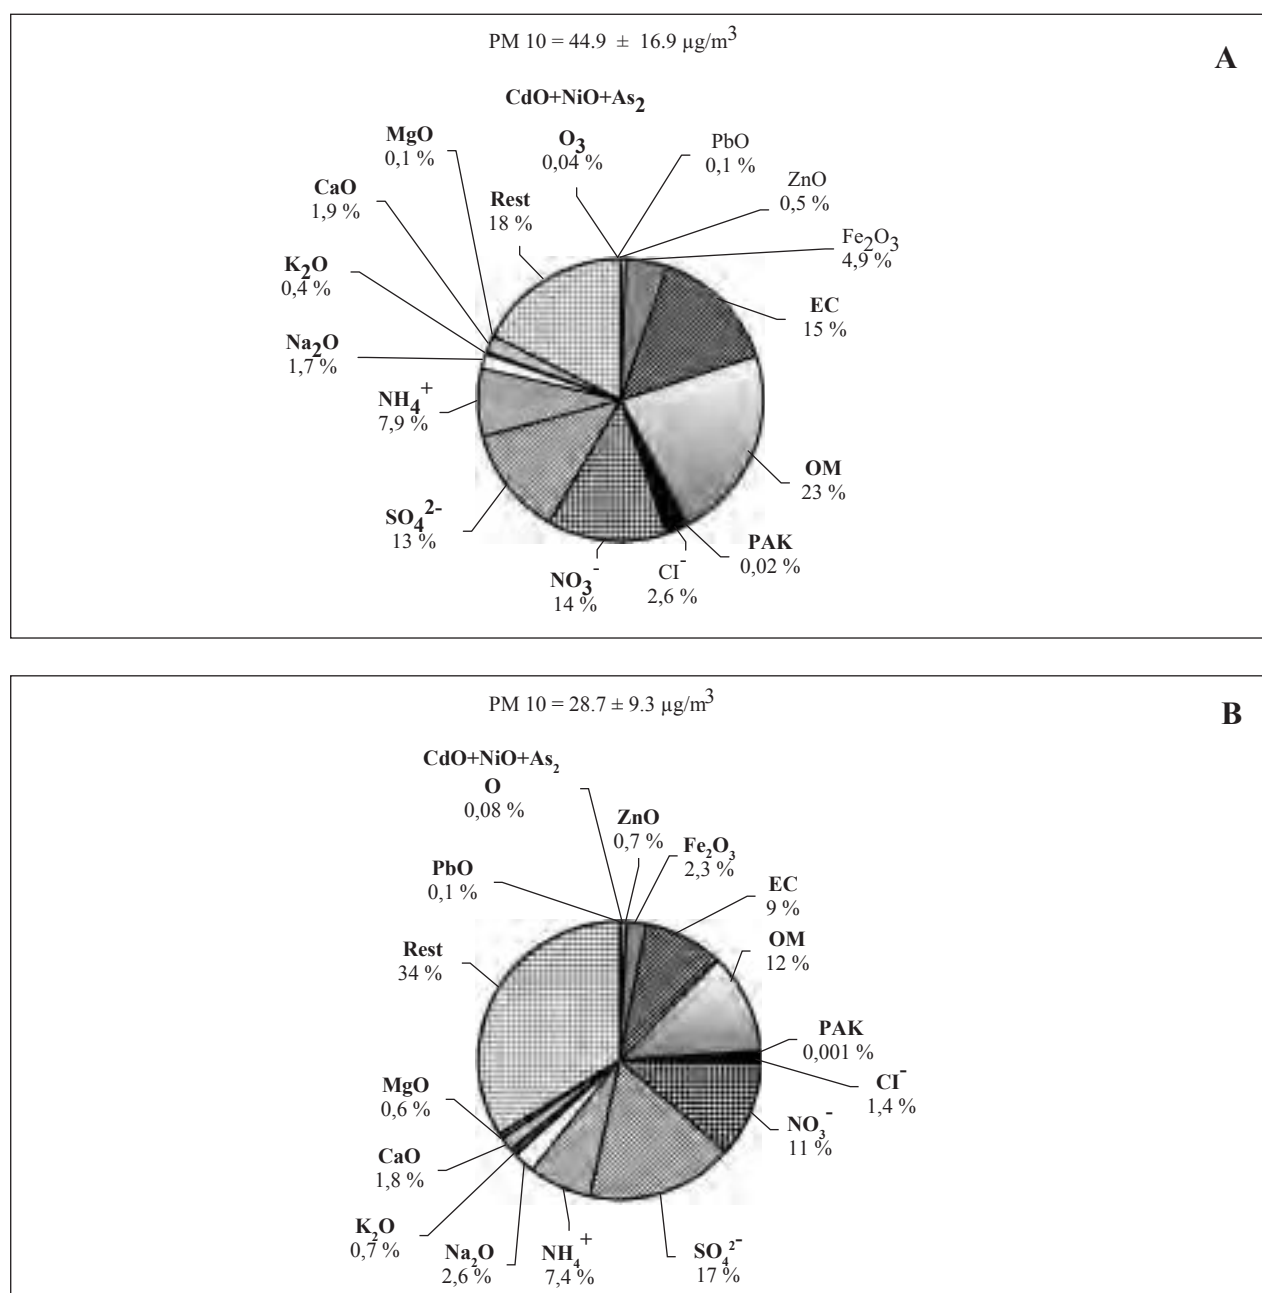 PM 10 = 44.9 ± 16.9 µg/m³
A
CdO+NiO+As₂
O₃
0,04 %
PbO
0,1 %
ZnO
0,5 %
Fe₂O₃
4,9 %
EC
15 %
OM
23 %
PAK
0,02 %
CI⁻
2,6 %
NO₃⁻
14 %
SO₄²⁻
13 %
NH₄⁺
7,9 %
Na₂O
1,7 %
K₂O
0,4 %
CaO
1,9 %
MgO
0,1 %
Rest
18 %
PM 10 = 28.7 ± 9.3 µg/m³
B
CdO+NiO+As₂
O
0,08 %
ZnO
0,7 %
Fe₂O₃
2,3 %
EC
9 %
OM
12 %
PAK
0,001 %
CI⁻
1,4 %
NO₃⁻
11 %
SO₄²⁻
17 %
NH₄⁺
7,4 %
Na₂O
2,6 %
K₂O
0,7 %
CaO
1,8 %
MgO
0,6 %
Rest
34 %
PbO
0,1 %